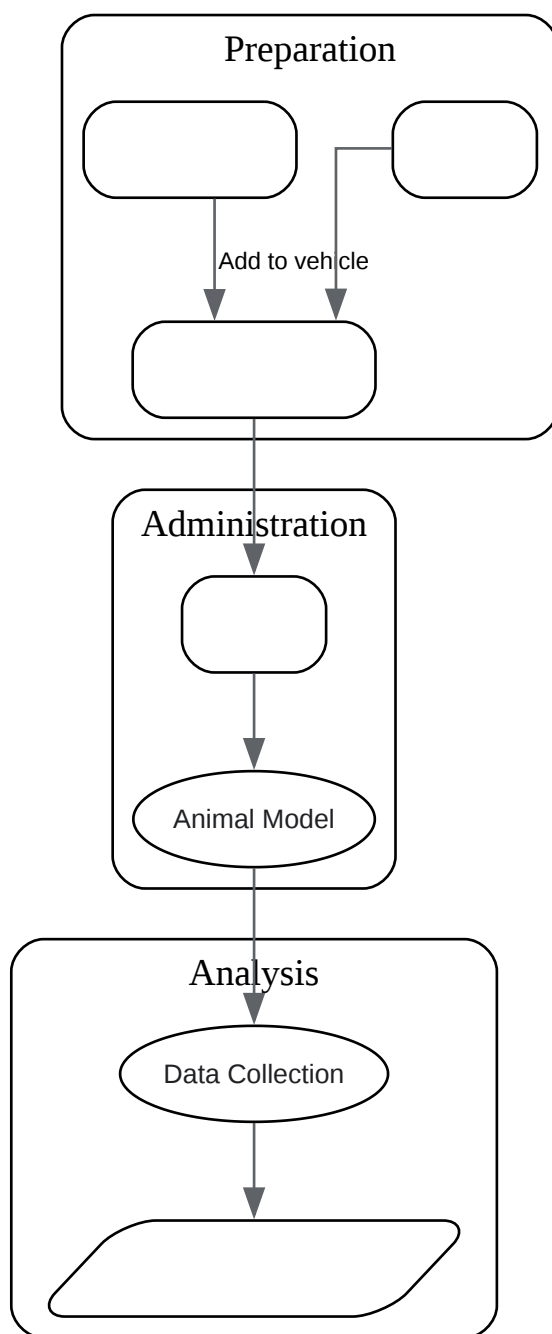 Preparation
Add to vehicle
Administration
Animal Model
Analysis
Data Collection